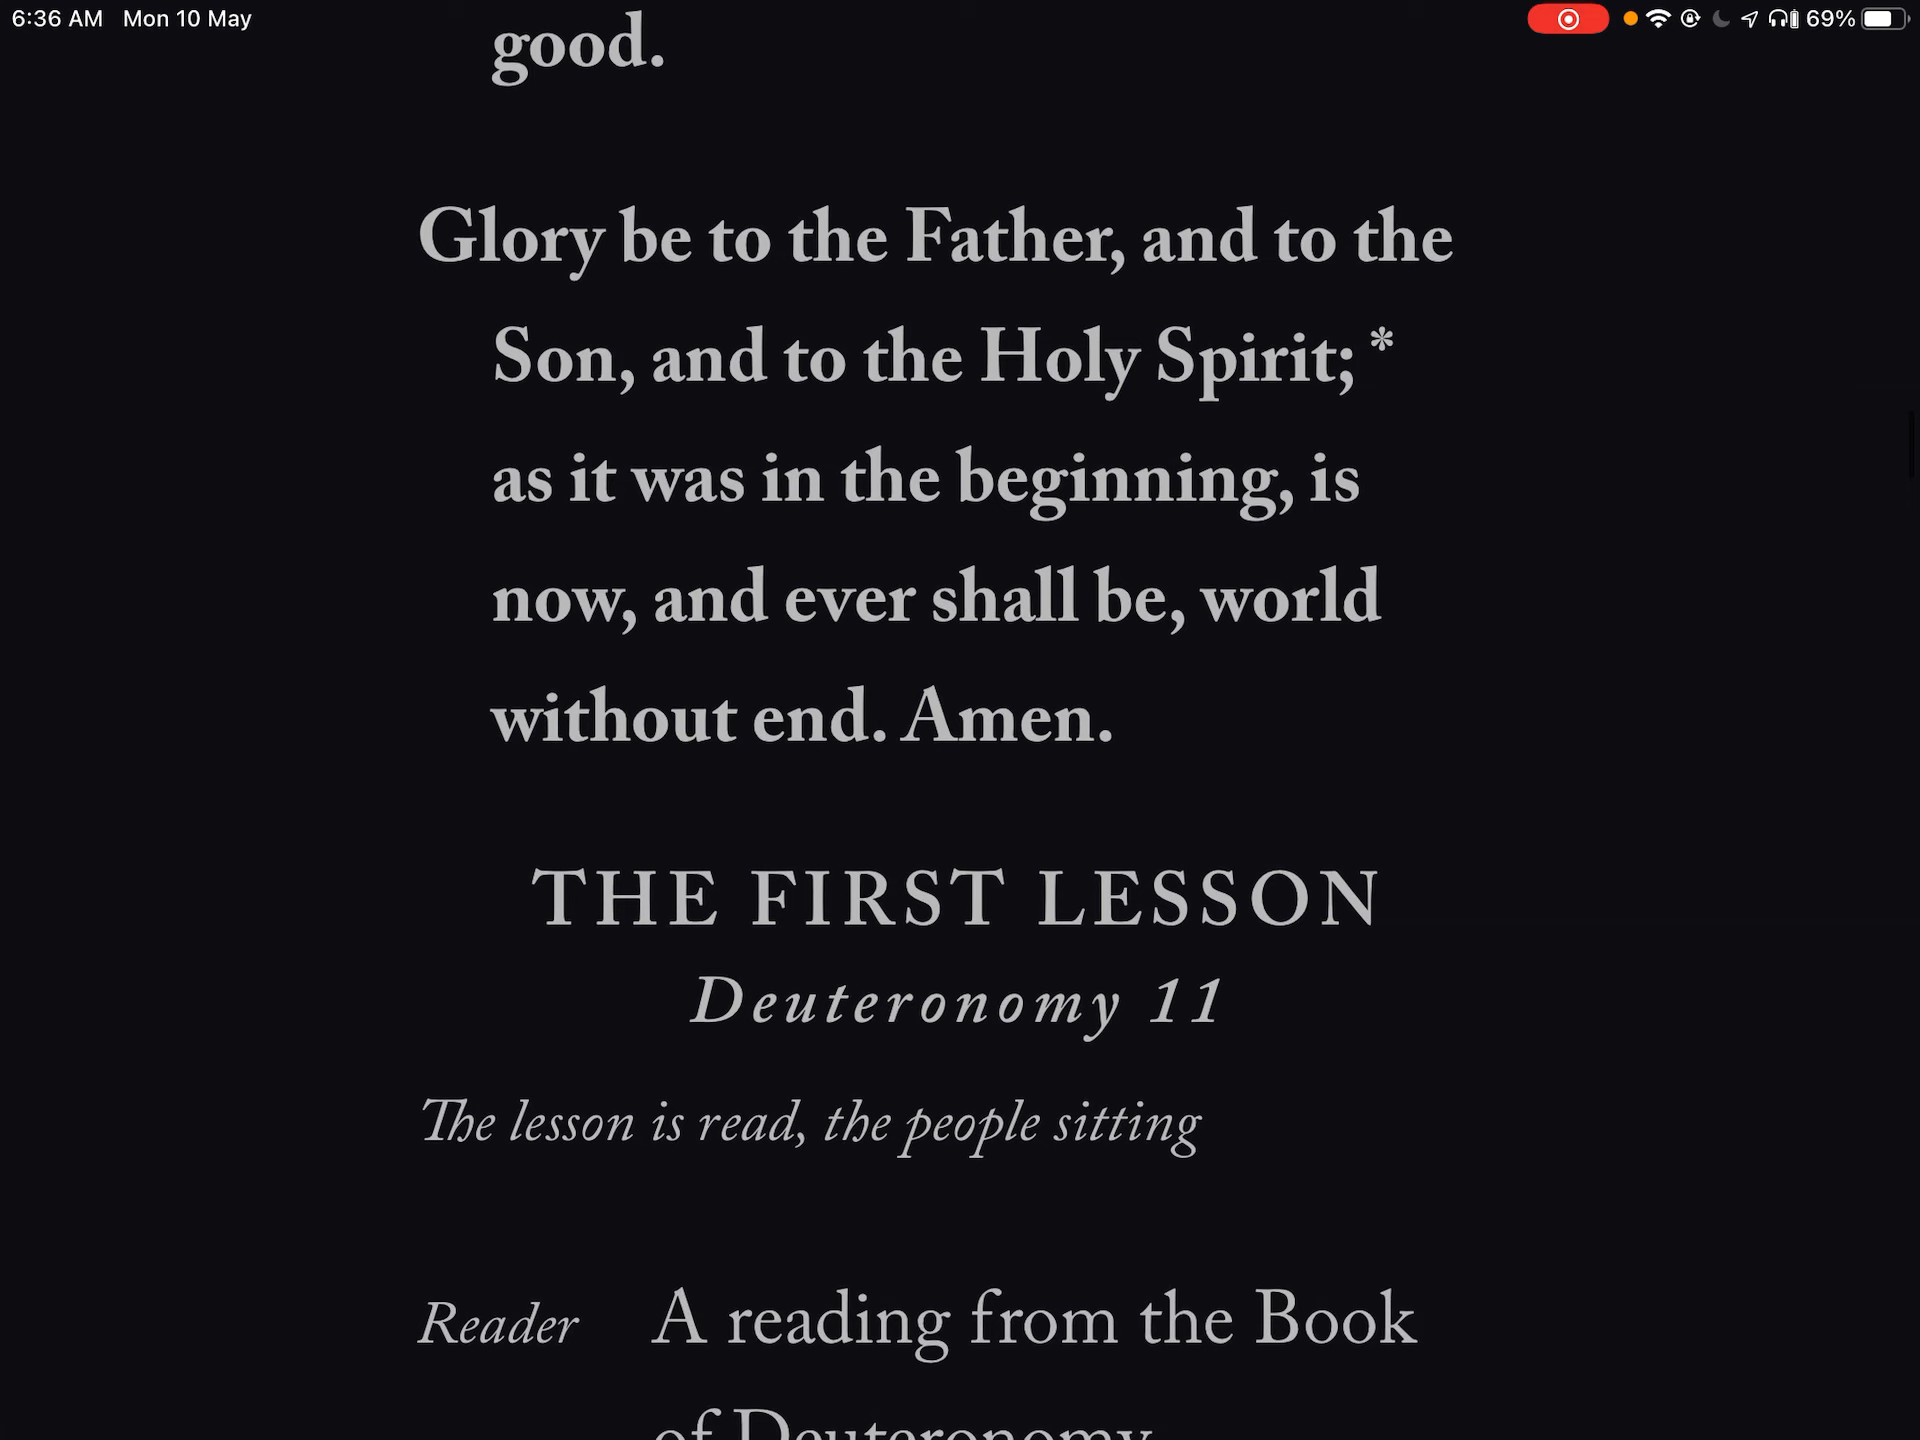 6:36 AM Mon 10 May 69%
good.
Glory be to the Father, and to the
Son, and to the Holy Spirit; *
as it was in the beginning, is
now, and ever shall be, world
without end. Amen.
THE FIRST LESSON
Deuteronomy 11
The lesson is read, the people sitting
Reader A reading from the Book
of Deuteronomy